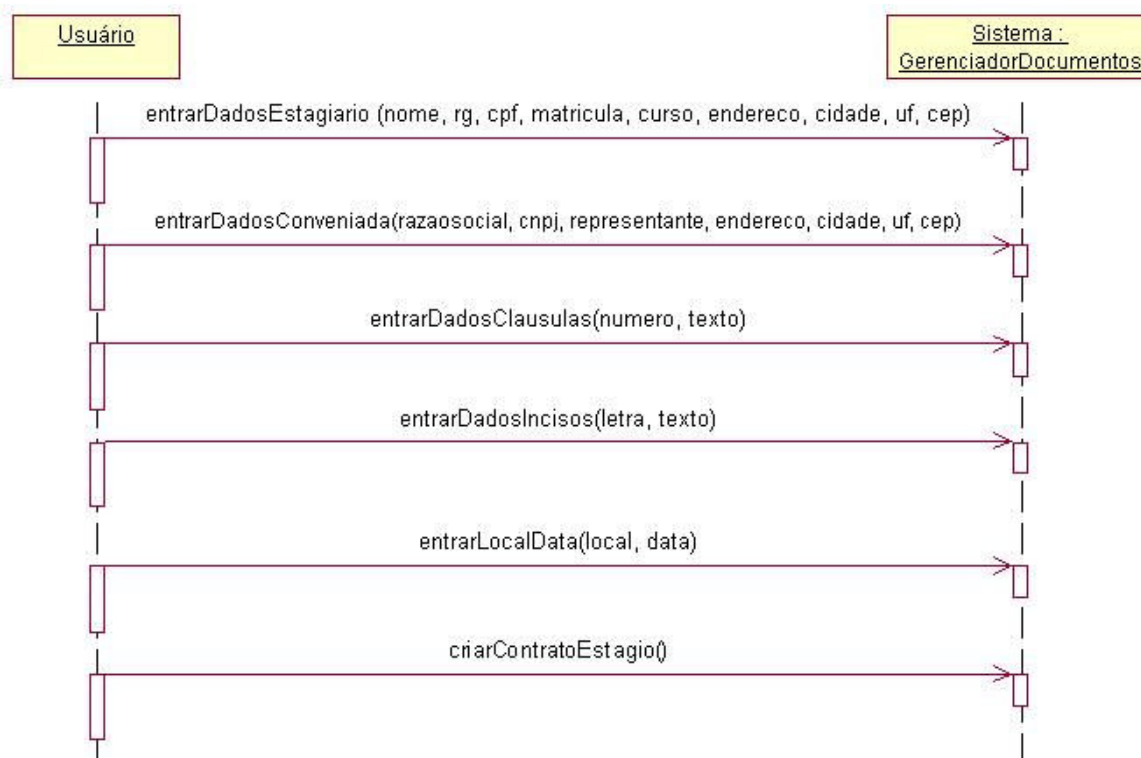 Usuário
Sistema :
GerenciadorDocumentos
entrarDadosEstagiario (nome, rg, cpf, matricula, curso, endereco, cidade, uf, cep)
entrarDadosConveniada(razaosocial, cnpj, representante, endereco, cidade, uf, cep)
entrarDadosClausulas(numero, texto)
entrarDadosIncisos(letra, texto)
entrarLocalData(local, data)
criarContratoEstagio()